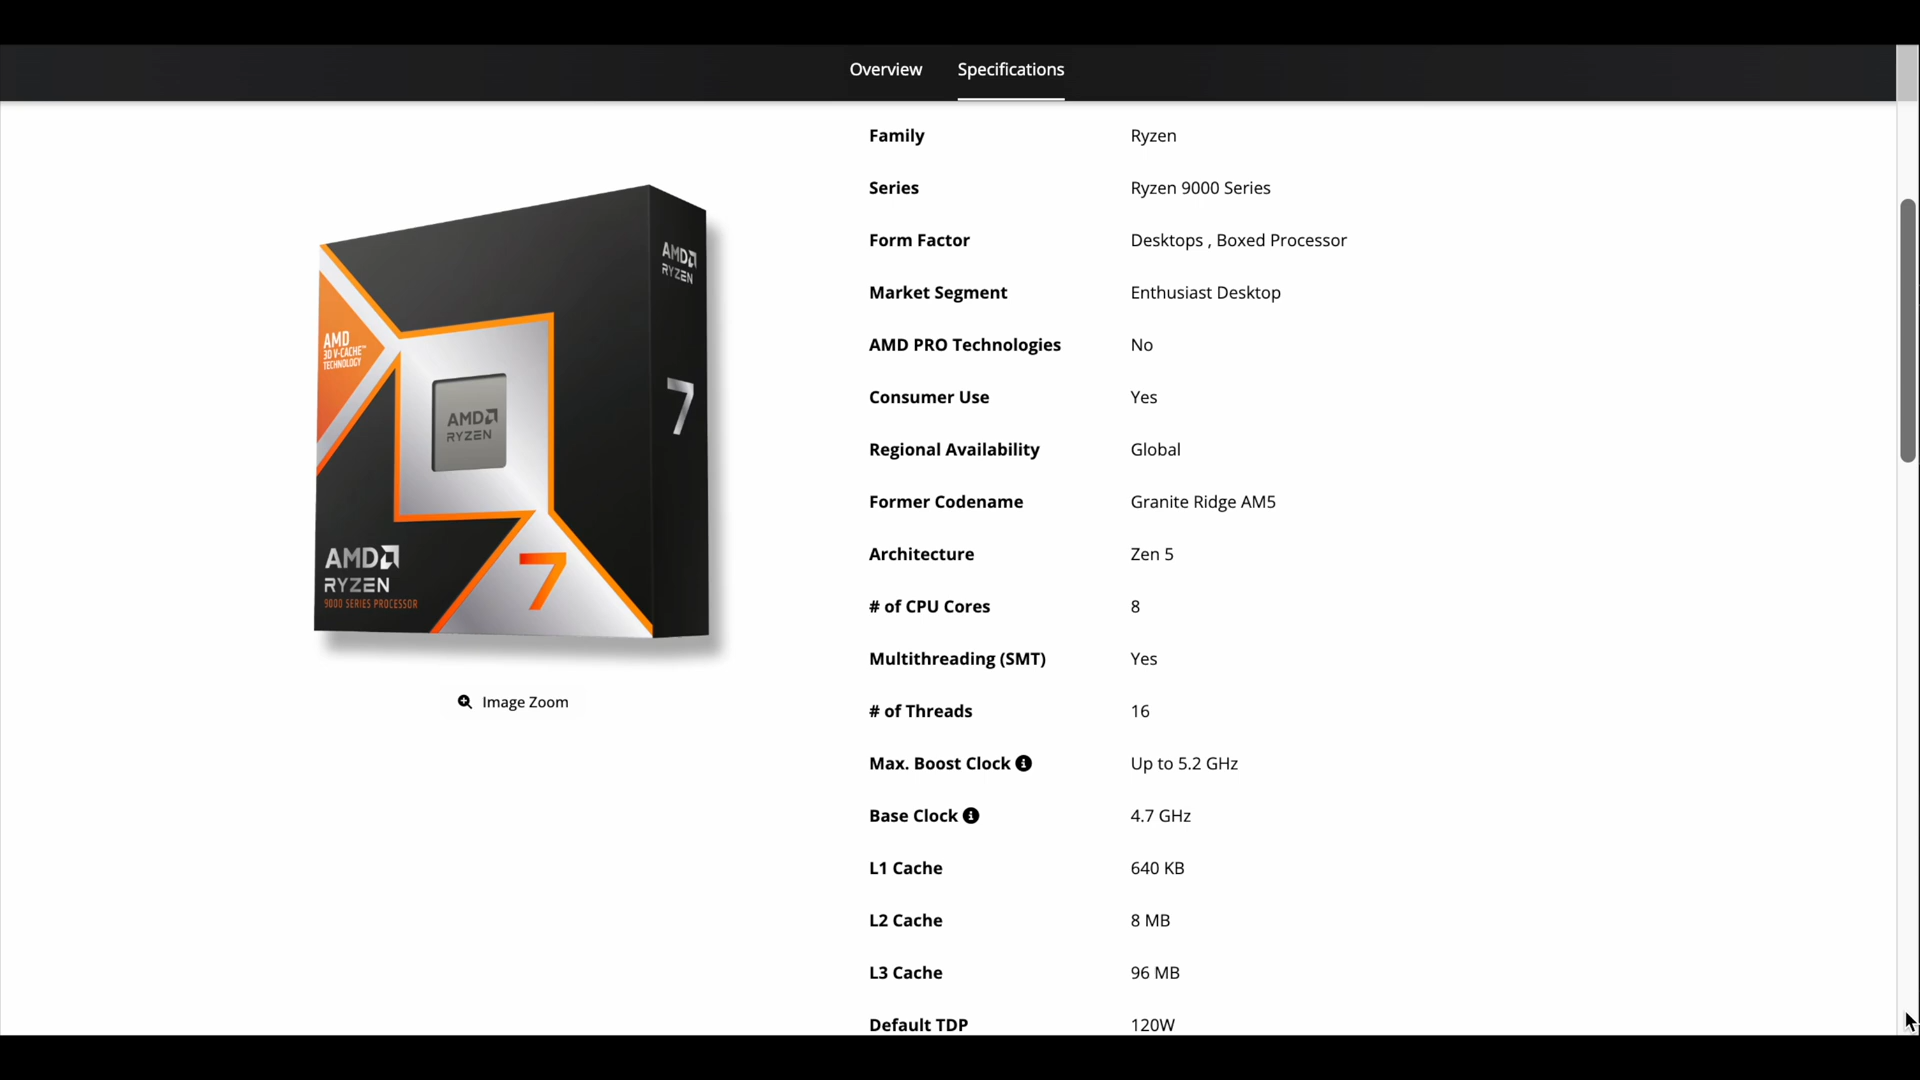 Overview Specifications
Family Ryzen
Series Ryzen 9000 Series
Form Factor Desktops , Boxed Processor
Market Segment Enthusiast Desktop
AMD PRO Technologies No
Consumer Use Yes
Regional Availability Global
Former Codename Granite Ridge AM5
Architecture Zen 5
# of CPU Cores 8
Multithreading (SMT) Yes
# of Threads 16
Max. Boost Clock Up to 5.2 GHz
Base Clock 4.7 GHz
L1 Cache 640 KB
L2 Cache 8 MB
L3 Cache 96 MB
Default TDP 120W
AMD
RYZEN
7
AMD
3D V-CACHE™
TECHNOLOGY
AMD
RYZEN
AMD
RYZEN
9000 SERIES PROCESSOR
7
Image Zoom